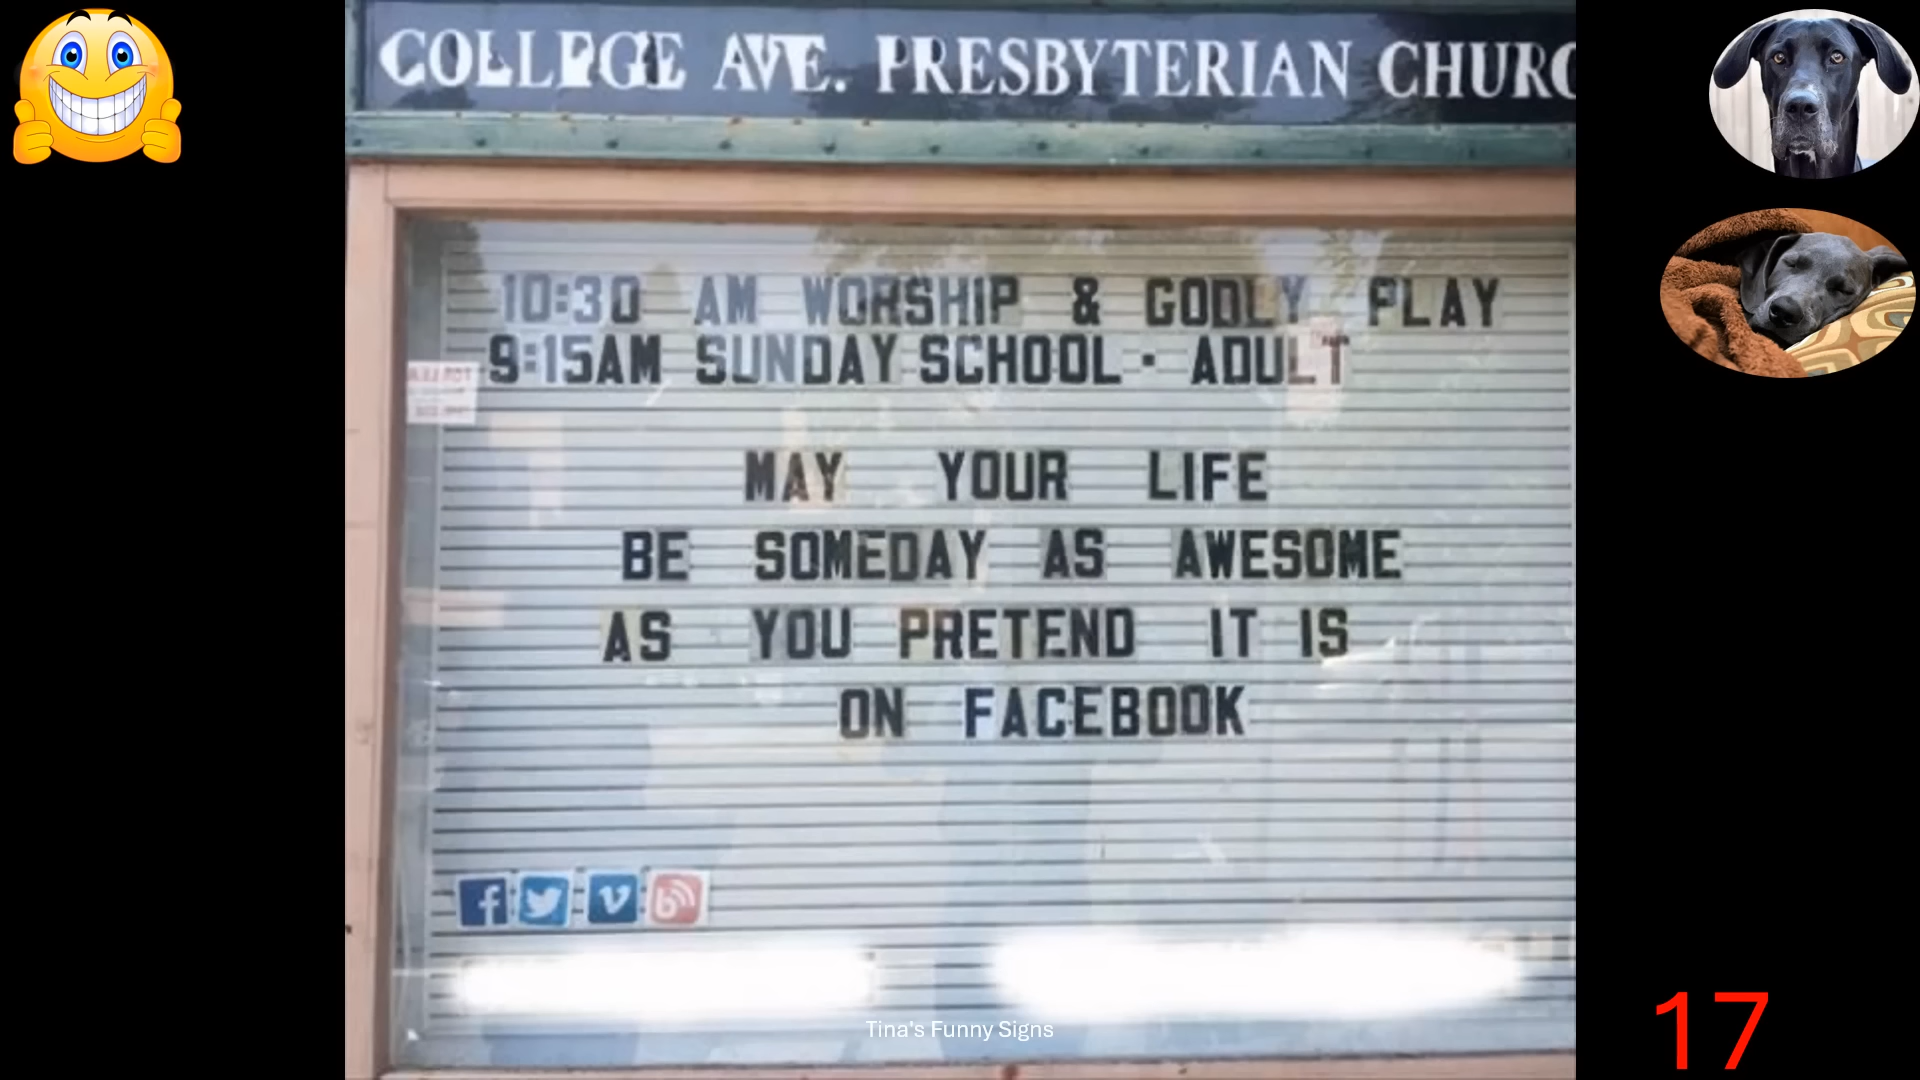 COLLEGE AVE. PRESBYTERIAN CHURC
10:30 AM WORSHIP & GODLY PLAY
9:15AM SUNDAY SCHOOL · ADULT
MAY YOUR LIFE
BE SOMEDAY AS AWESOME
AS YOU PRETEND IT IS
ON FACEBOOK
Tina's Funny Signs
17